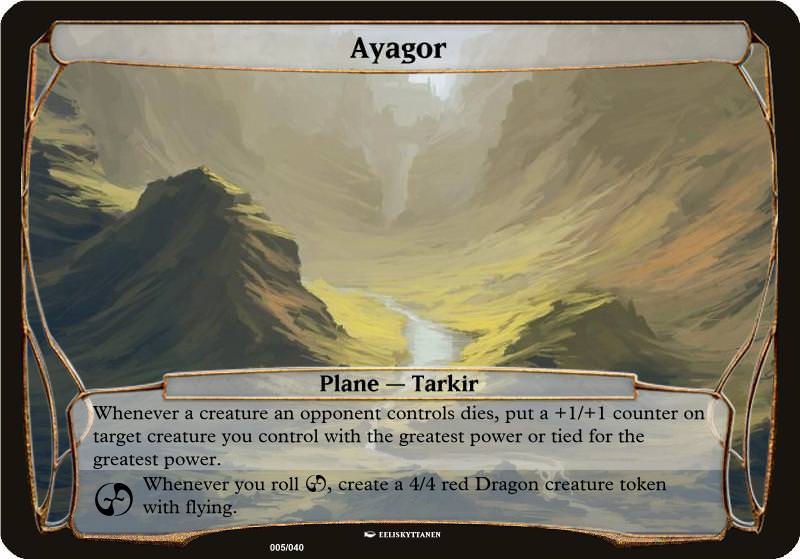 Ayagor
Plane — Tarkir
Whenever a creature an opponent controls dies, put a +1/+1 counter on
target creature you control with the greatest power or tied for the
greatest power.
Whenever you roll , create a 4/4 red Dragon creature token
with flying.
EELISKYTTANEN
005/040